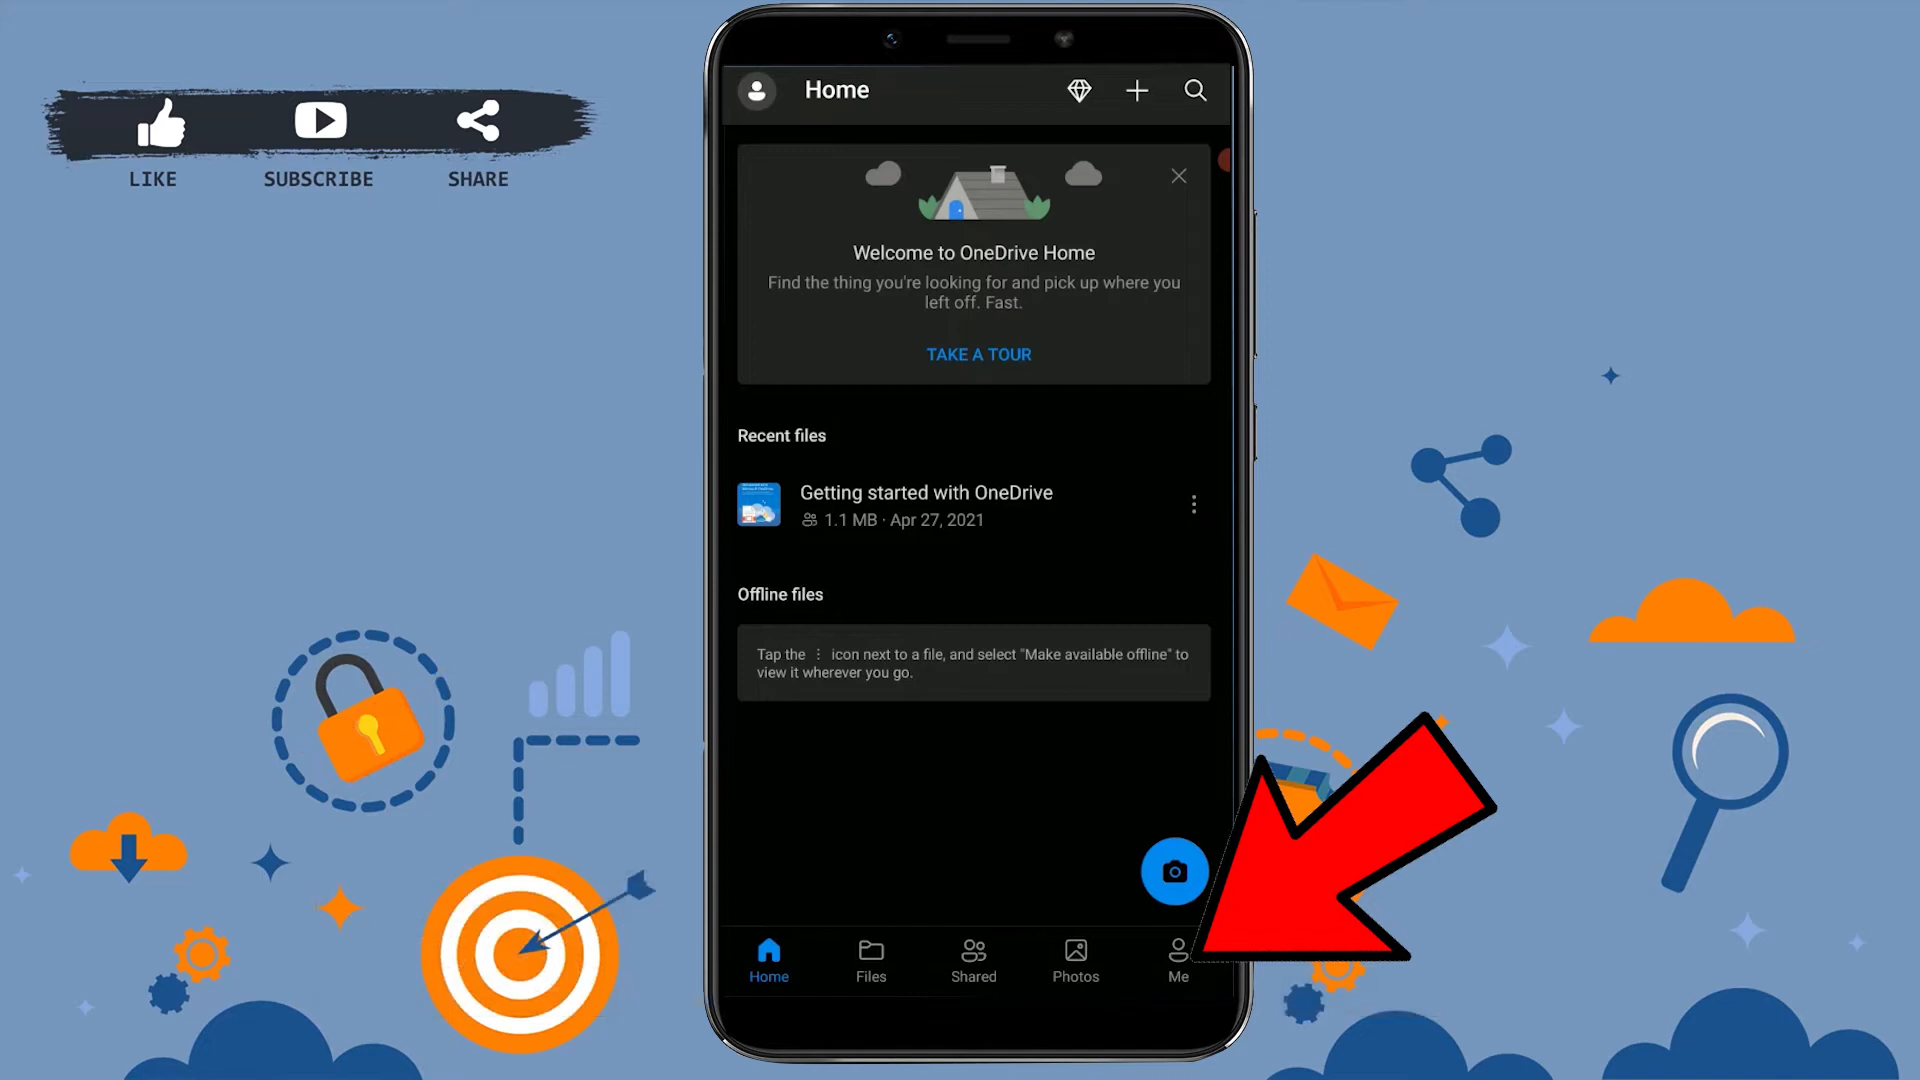 LIKE
SUBSCRIBE
SHARE
Home
Welcome to OneDrive Home
Find the thing you're looking for and pick up where you
left off. Fast.
TAKE A TOUR
Recent files
Getting started with OneDrive
1.1 MB · Apr 27, 2021
Offline files
Tap the ⋮ icon next to a file, and select "Make available offline" to
view it wherever you go.
Home
Files
Shared
Photos
Me